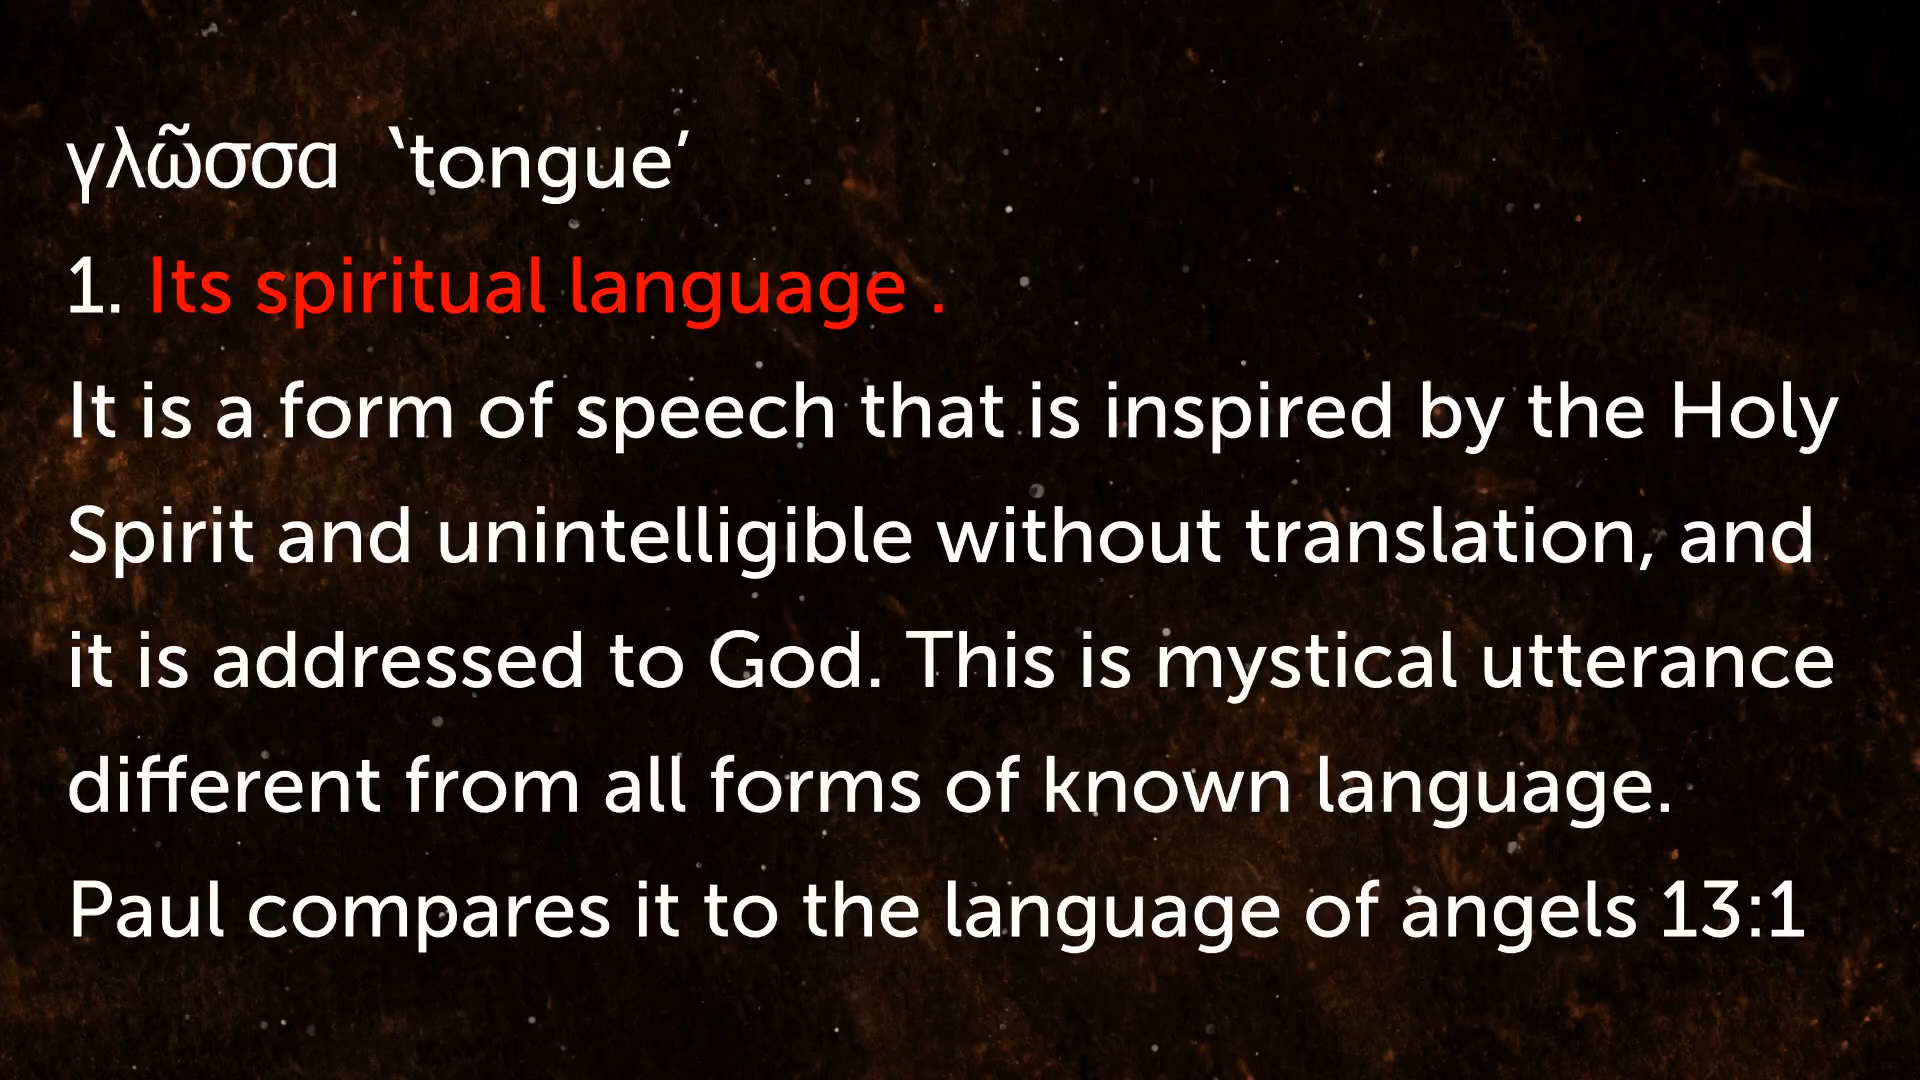 γλῶσσα ‵tongue′
1. Its spiritual language .
It is a form of speech that is inspired by the Holy
Spirit and unintelligible without translation, and
it is addressed to God. This is mystical utterance
different from all forms of known language.
Paul compares it to the language of angels 13:1